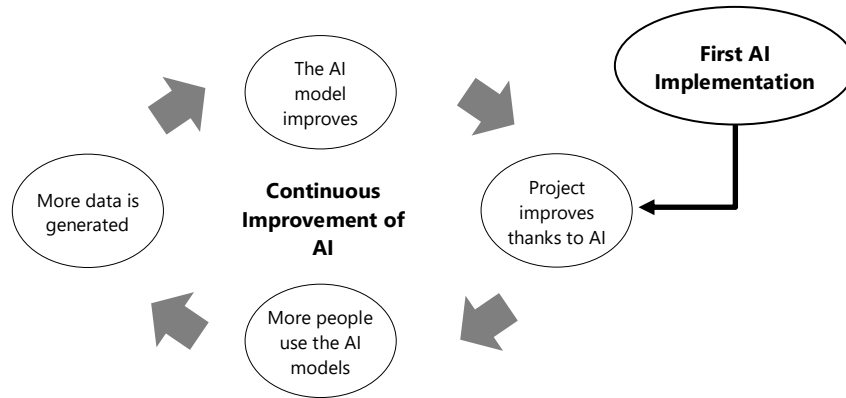 First AI
Implementation
The AI
model
improves
More data is
generated
Continuous
Improvement of
AI
Project
improves
thanks to AI
More people
use the AI
models